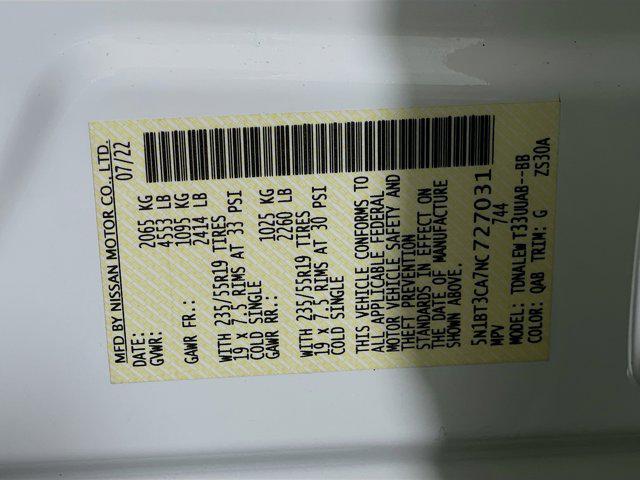 MFD BY NISSAN MOTOR CO., LTD.
DATE: 07/22
GVWR: 2065 KG
4553 LB
GAWR FR.: 1095 KG
2414 LB
WITH 235/55R19 TIRES
19 X 7.5 RIMS AT 33 PSI
COLD SINGLE
GAWR RR.: 1025 KG
2260 LB
WITH 235/55R19 TIRES
19 X 7.5 RIMS AT 30 PSI
COLD SINGLE
THIS VEHICLE CONFORMS TO
ALL APPLICABLE FEDERAL
MOTOR VEHICLE SAFETY AND
THEFT PREVENTION
STANDARDS IN EFFECT ON
THE DATE OF MANUFACTURE
SHOWN ABOVE.
5N1BT3CA7NC727031
MPV 744
MODEL: TDNALEW T33UUAB--BB
COLOR: QAB TRIM: G ZS30A